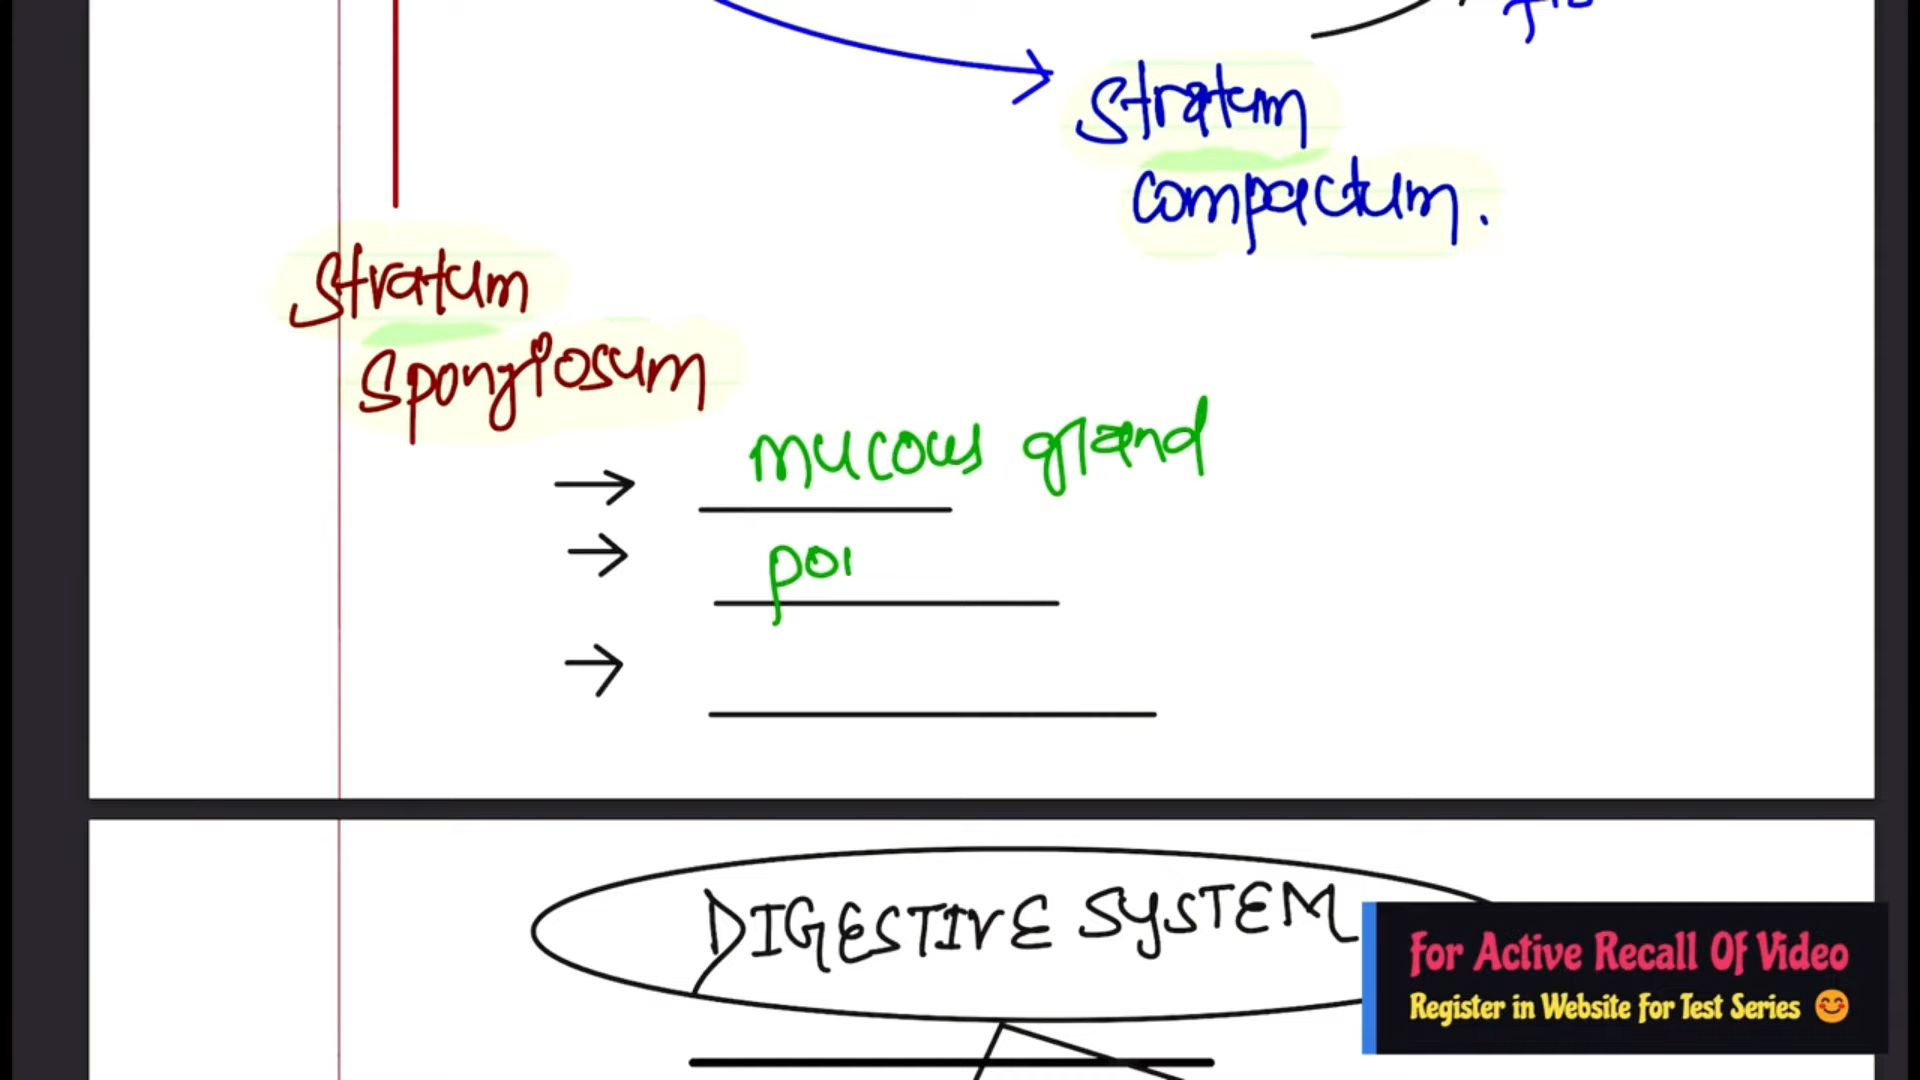 Stratum
compactum.
Stratum
Spongiosum
→ mucous gland
→ poi
→
DIGESTIVE SYSTEM
For Active Recall Of Video
Register in Website for Test Series 😊